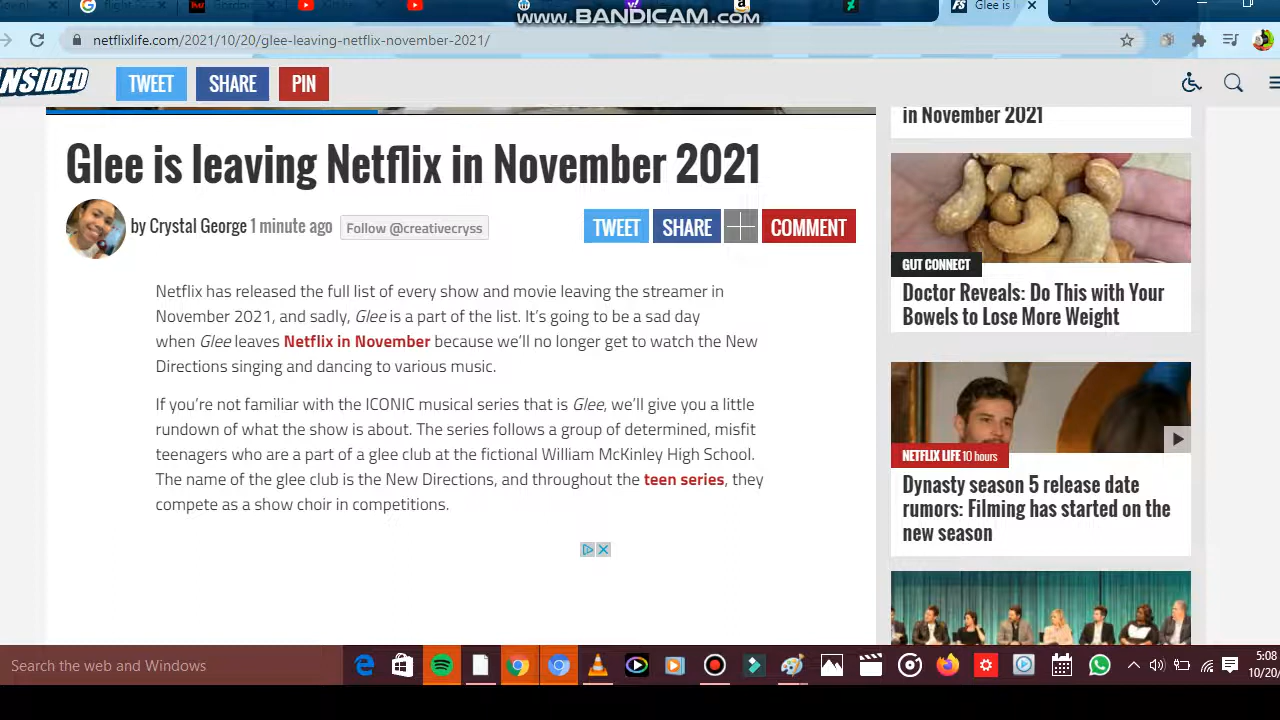 www.BANDICAM.com
Glee is l
netflixlife.com/2021/10/20/glee-leaving-netflix-november-2021/
NSIDED
TWEET
SHARE
PIN
Glee is leaving Netflix in November 2021
by Crystal George 1 minute ago
Follow @creativecryss
TWEET
SHARE
COMMENT
Netflix has released the full list of every show and movie leaving the streamer in
November 2021, and sadly, Glee is a part of the list. It's going to be a sad day
when Glee leaves Netflix in November because we'll no longer get to watch the New
Directions singing and dancing to various music.
If you're not familiar with the ICONIC musical series that is Glee, we'll give you a little
rundown of what the show is about. The series follows a group of determined, misfit
teenagers who are a part of a glee club at the fictional William McKinley High School.
The name of the glee club is the New Directions, and throughout the teen series, they
compete as a show choir in competitions.
in November 2021
GUT CONNECT
Doctor Reveals: Do This with Your
Bowels to Lose More Weight
NETFLIX LIFE 10 hours
Dynasty season 5 release date
rumors: Filming has started on the
new season
Search the web and Windows
5:08
10/20/